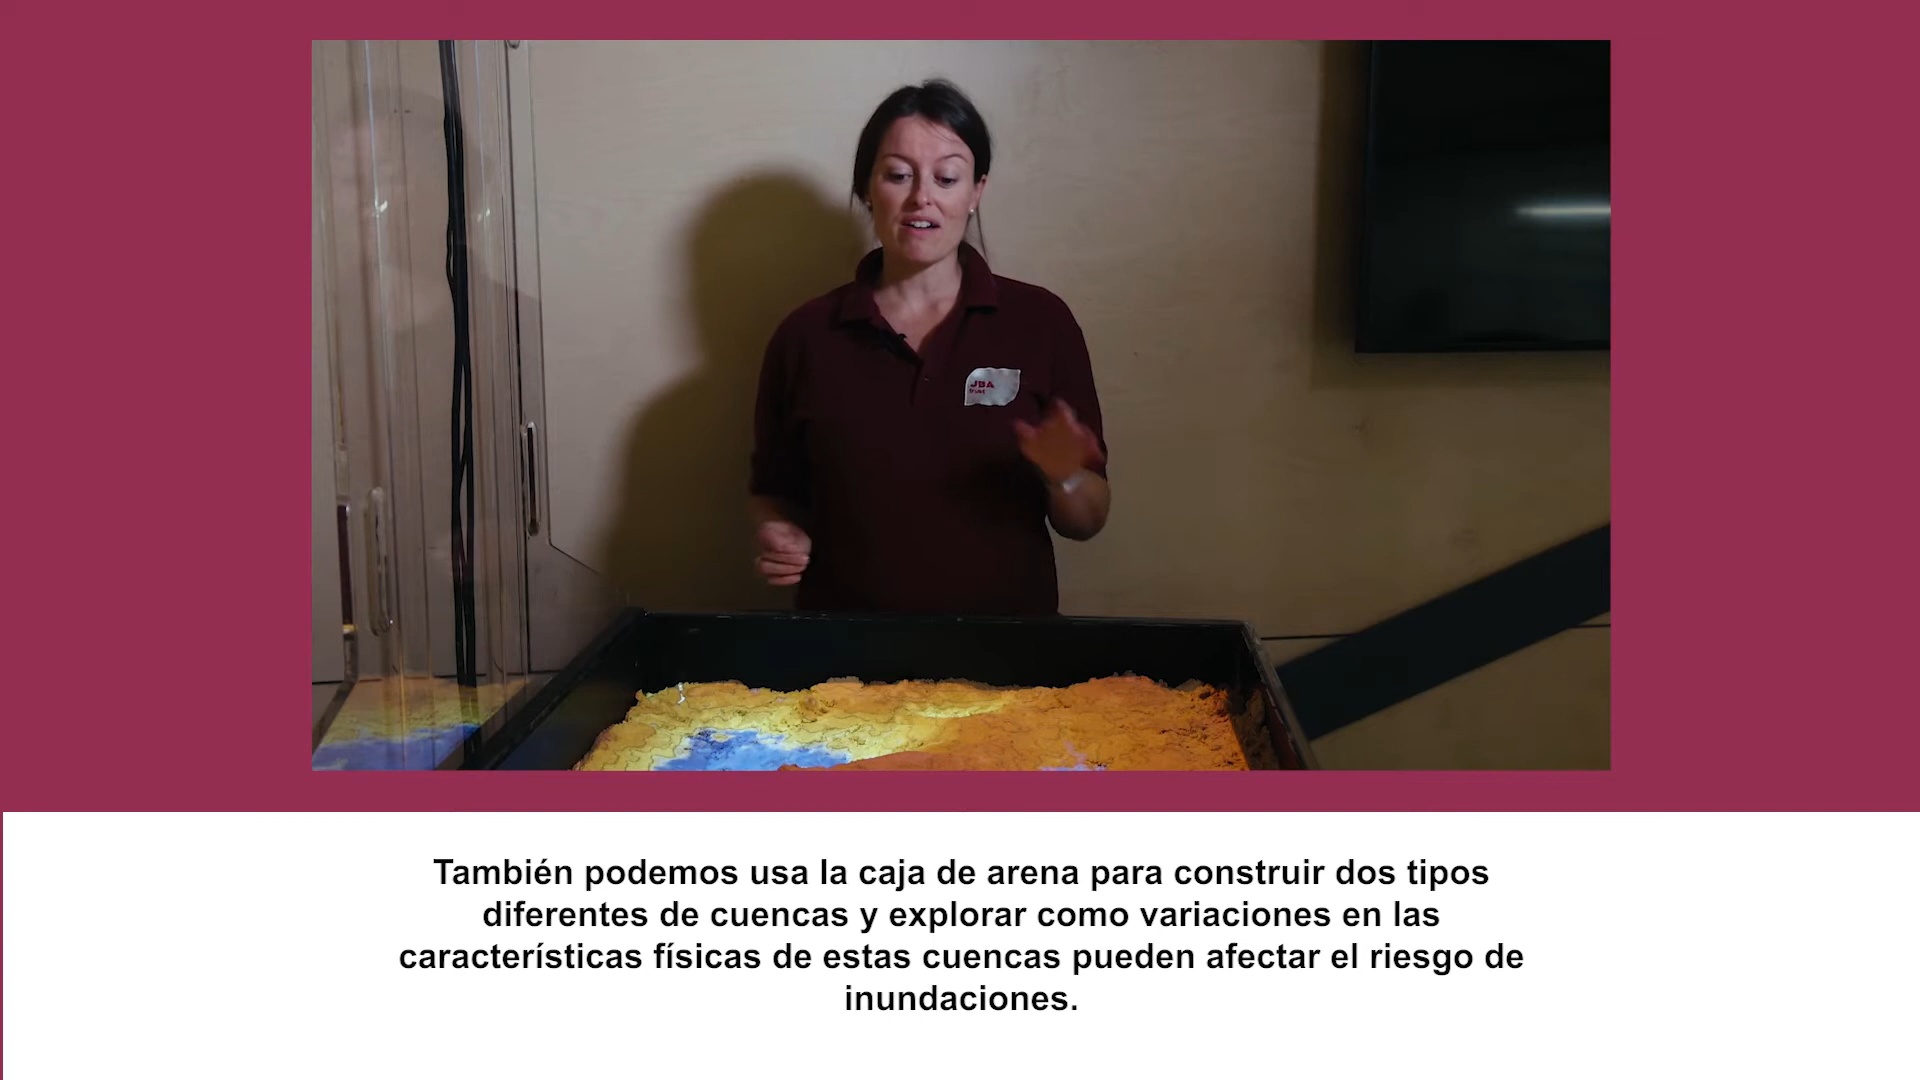 JBA
trust
También podemos usa la caja de arena para construir dos tipos
diferentes de cuencas y explorar como variaciones en las
características físicas de estas cuencas pueden afectar el riesgo de
inundaciones.